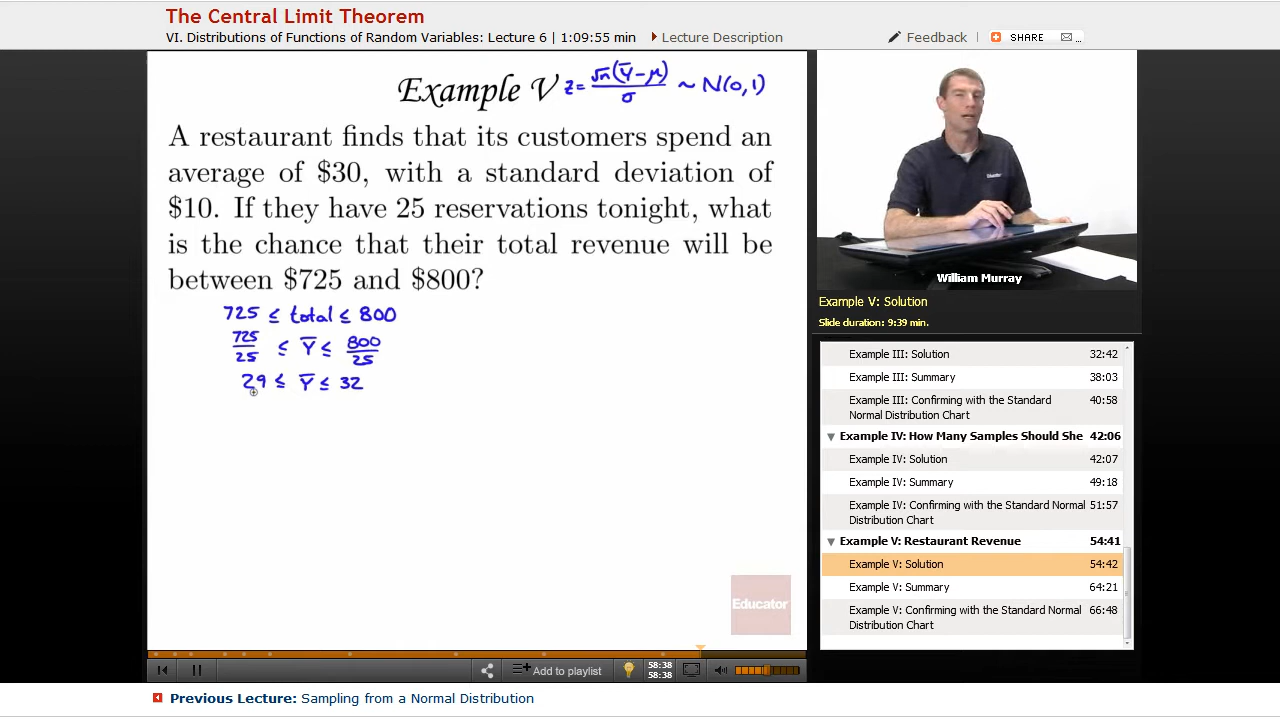 The Central Limit Theorem
VI. Distributions of Functions of Random Variables: Lecture 6 | 1:09:55 min
Lecture Description
Feedback
SHARE
Example V
z = √n(Y̅ − μ) / σ ~ N(0,1)
A restaurant finds that its customers spend an
average of $30, with a standard deviation of
$10. If they have 25 reservations tonight, what
is the chance that their total revenue will be
between $725 and $800?
725 ≤ total ≤ 800
725/25 ≤ Y̅ ≤ 800/25
29 ≤ Y̅ ≤ 32
Educator
Educator
William Murray
Example V: Solution
Slide duration: 9:39 min.
Example III: Solution 32:42
Example III: Summary 38:03
Example III: Confirming with the Standard 40:58
Normal Distribution Chart
Example IV: How Many Samples Should She 42:06
Example IV: Solution 42:07
Example IV: Summary 49:18
Example IV: Confirming with the Standard Normal 51:57
Distribution Chart
Example V: Restaurant Revenue 54:41
Example V: Solution 54:42
Example V: Summary 64:21
Example V: Confirming with the Standard Normal 66:48
Distribution Chart
Add to playlist
58:38
58:38
Previous Lecture: Sampling from a Normal Distribution